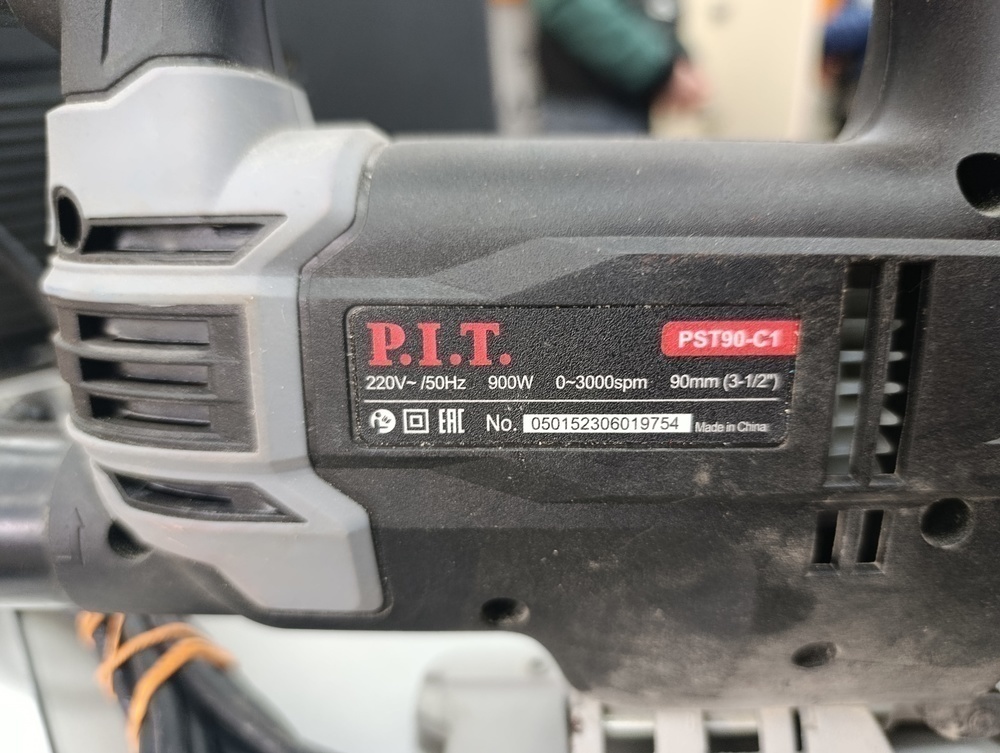 P.I.T.
PST90-C1
220V~ /50Hz 900W 0~3000spm 90mm (3-1/2")
EAC No. 050152306019754 Made in China